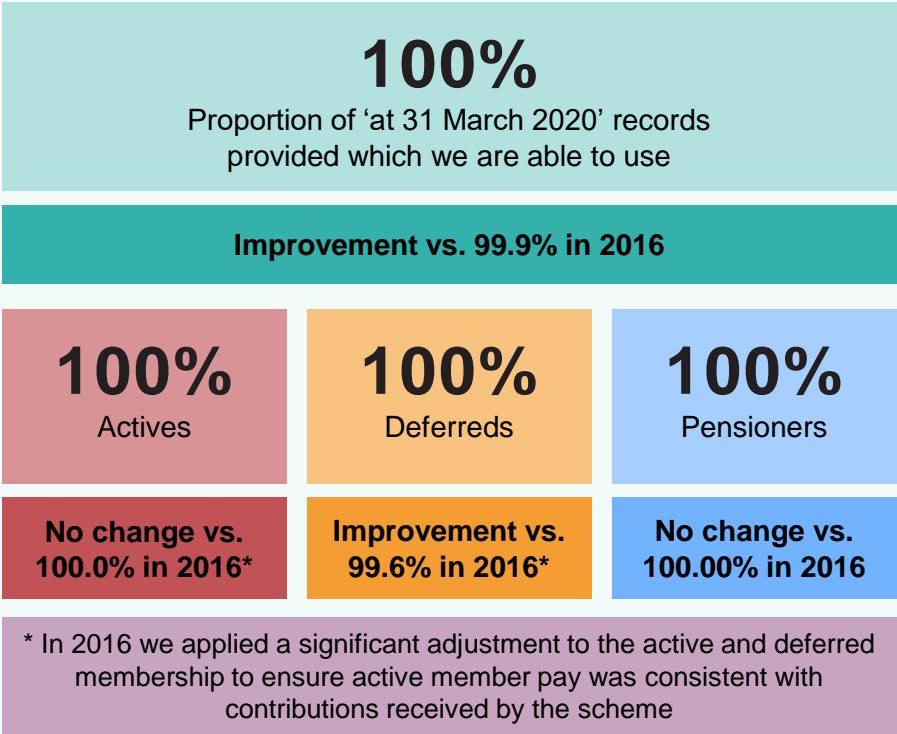 100%
Proportion of ‘at 31 March 2020’ records
provided which we are able to use
Improvement vs. 99.9% in 2016
100%
Actives
100%
Deferreds
100%
Pensioners
No change vs.
100.0% in 2016*
Improvement vs.
99.6% in 2016*
No change vs.
100.00% in 2016
* In 2016 we applied a significant adjustment to the active and deferred
membership to ensure active member pay was consistent with
contributions received by the scheme